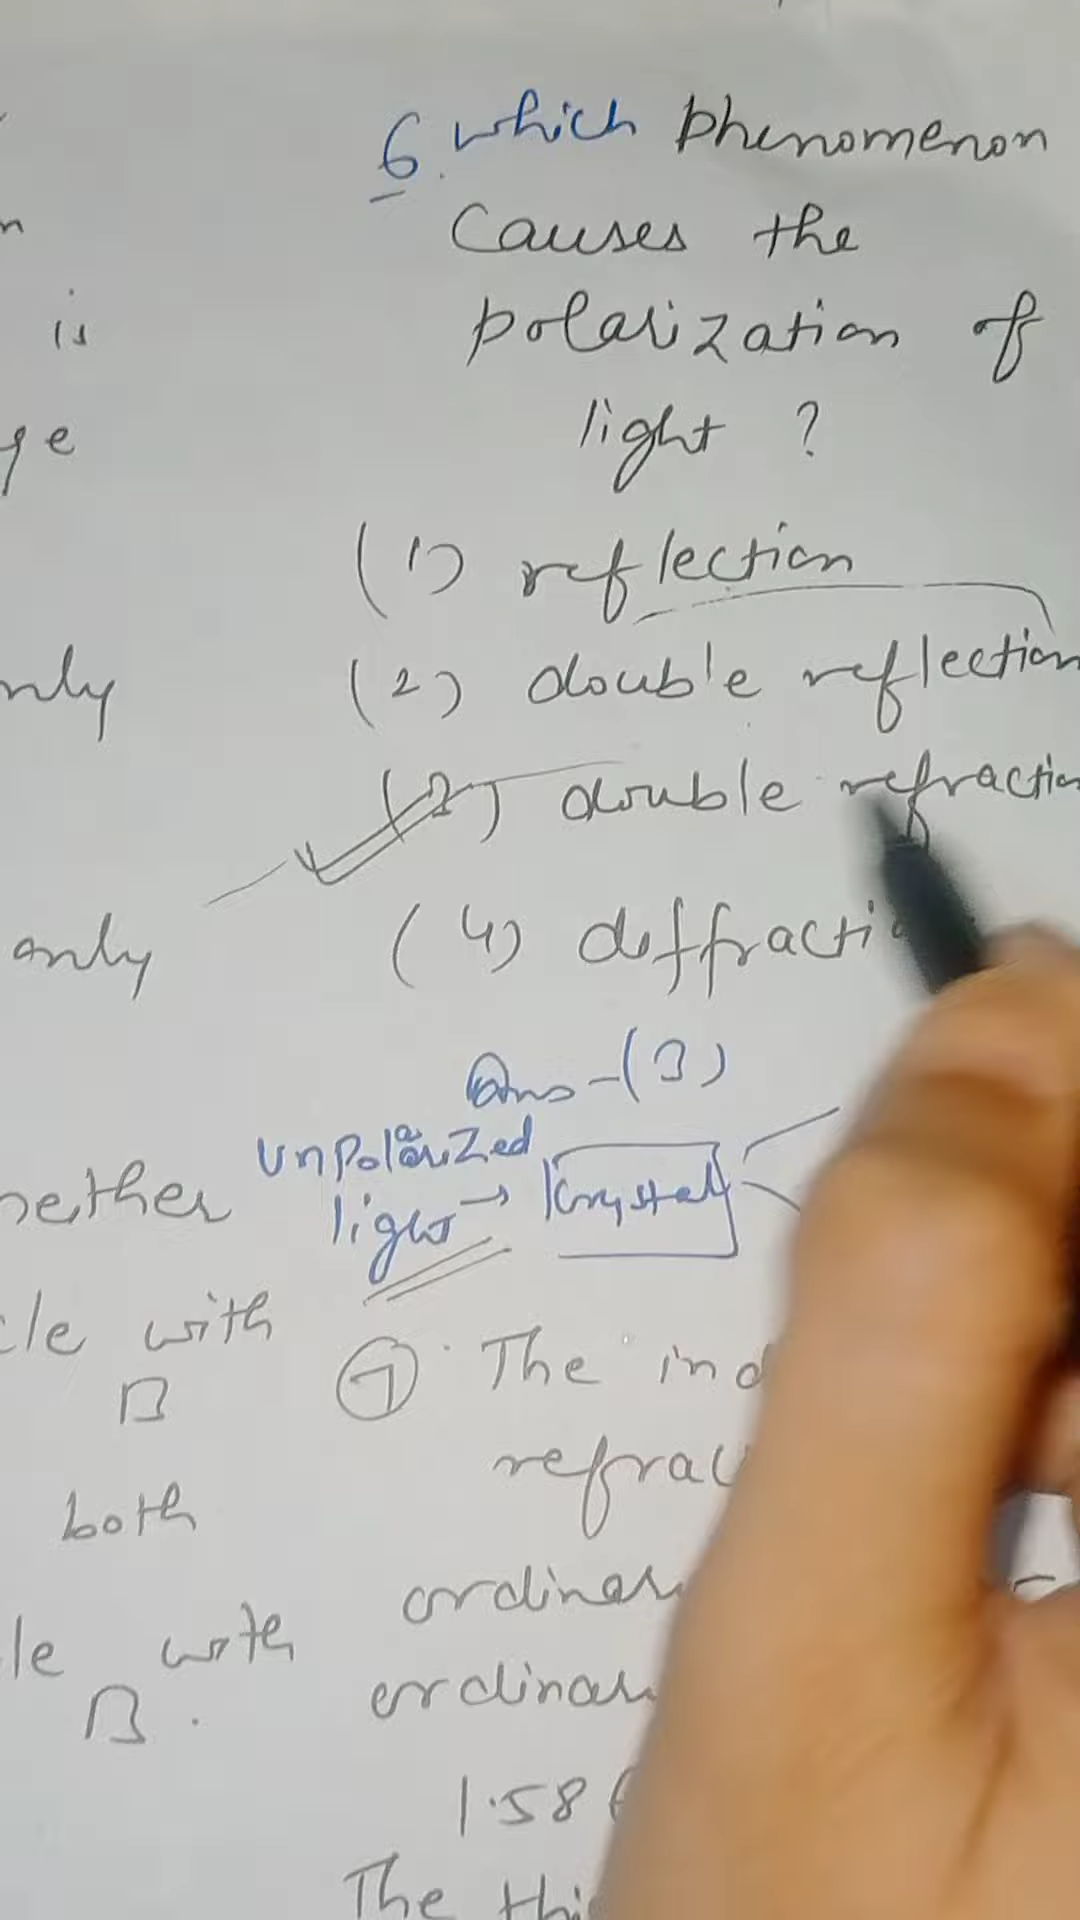 n
is
ge
nly
only
hether
cle with
B
both
le with
B.
6. which phenomenon
causes the
polarization of
light ?
(1) reflection
(2) double reflection
(3) double refraction
(4) diffracti
Ans - (3)
unpolarized
light → crystal
7 The ind
refrac
ordinar
ordinar
1.58
The thi